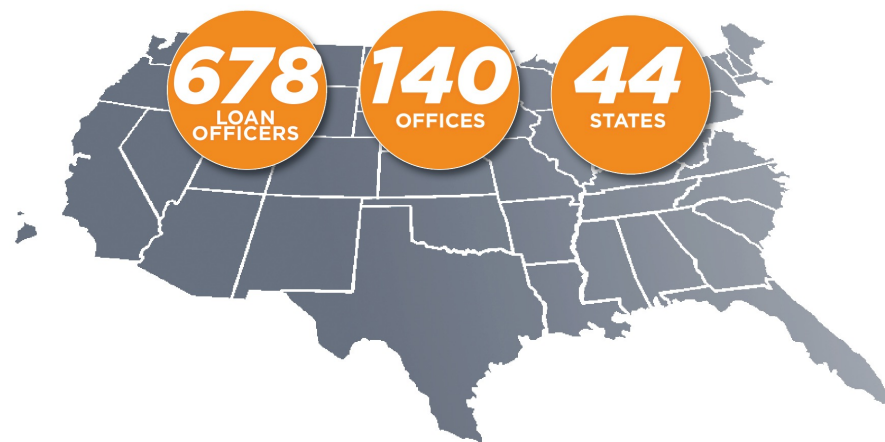 678
LOAN
OFFICERS
140
OFFICES
44
STATES